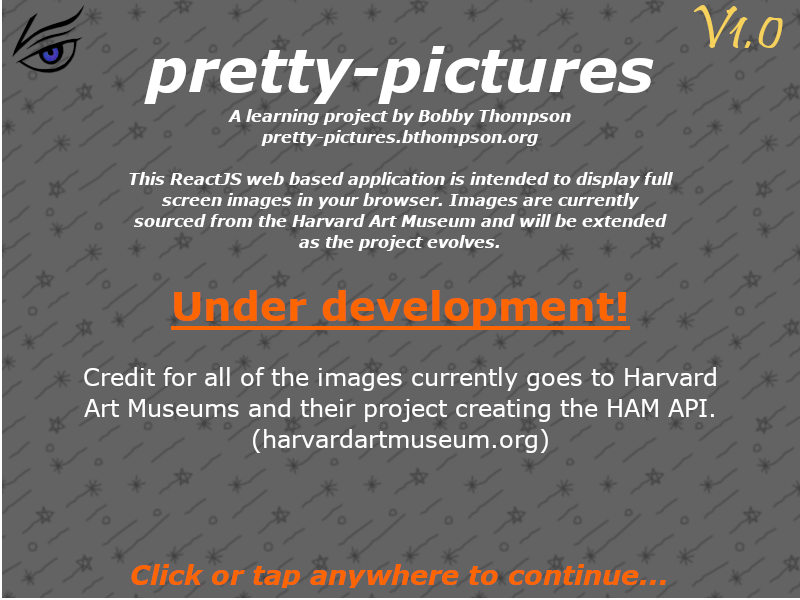 V1.0
pretty-pictures
A learning project by Bobby Thompson
pretty-pictures.bthompson.org
This ReactJS web based application is intended to display full
screen images in your browser. Images are currently
sourced from the Harvard Art Museum and will be extended
as the project evolves.
Under development!
Credit for all of the images currently goes to Harvard
Art Museums and their project creating the HAM API.
(harvardartmuseum.org)
Click or tap anywhere to continue...